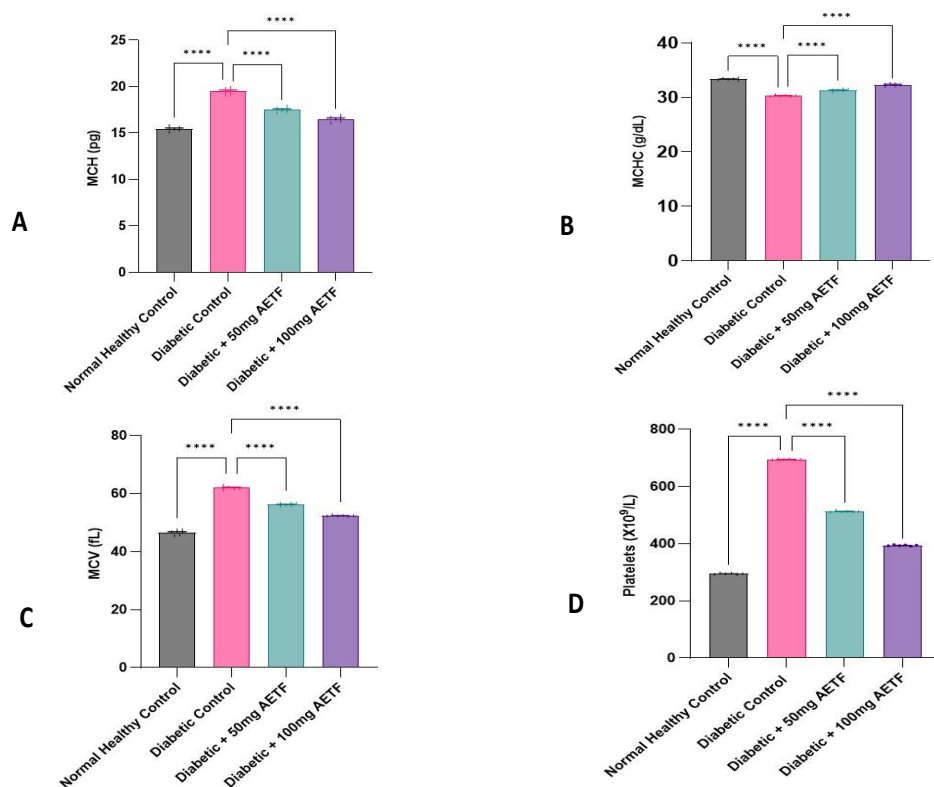 A
MCH (pg)
25
20
15
10
5
0
**** **** ****
Normal Healthy Control
Diabetic Control
Diabetic + 50mg AETF
Diabetic + 100mg AETF
B
MCHC (g/dL)
40
30
20
10
0
**** **** ****
Normal Healthy Control
Diabetic Control
Diabetic + 50mg AETF
Diabetic + 100mg AETF
C
MCV (fL)
80
60
40
20
0
**** **** ****
Normal Healthy Control
Diabetic Control
Diabetic + 50mg AETF
Diabetic + 100mg AETF
D
Platelets (X10⁹/L)
800
600
400
200
0
**** **** ****
Normal Healthy Control
Diabetic Control
Diabetic + 50mg AETF
Diabetic + 100mg AETF